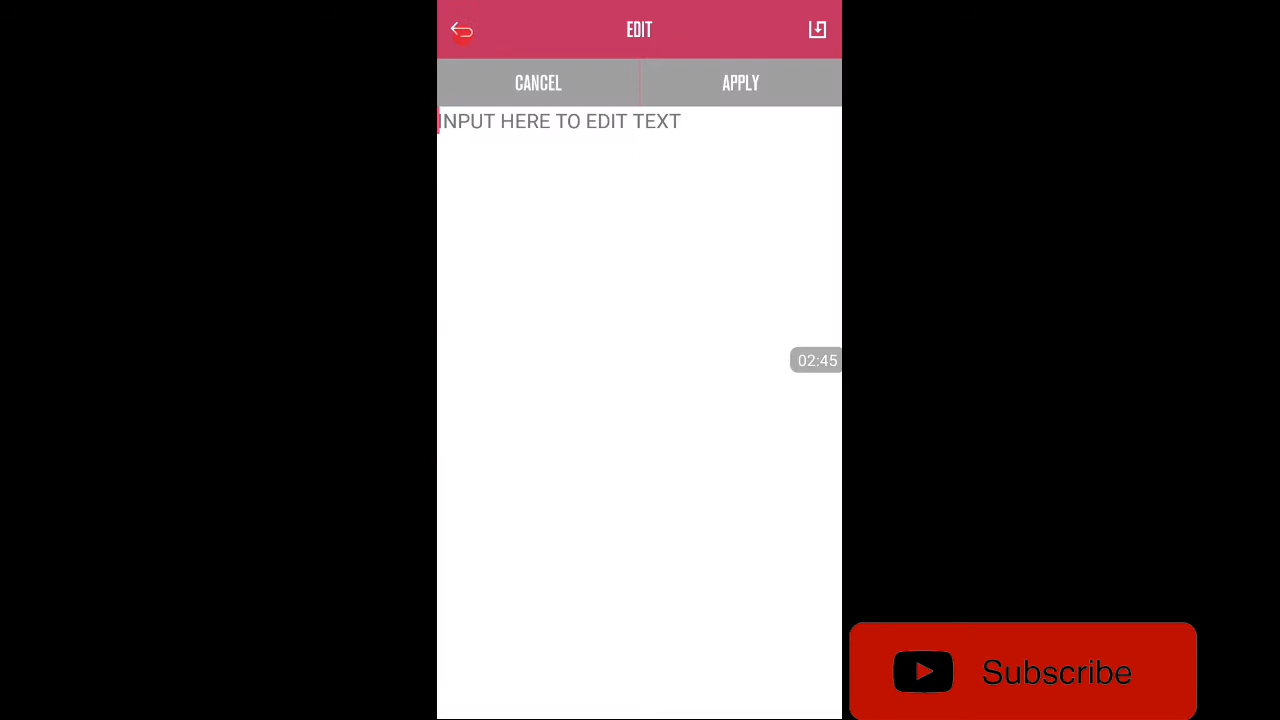 EDIT
CANCEL
APPLY
INPUT HERE TO EDIT TEXT
02:45
Subscribe